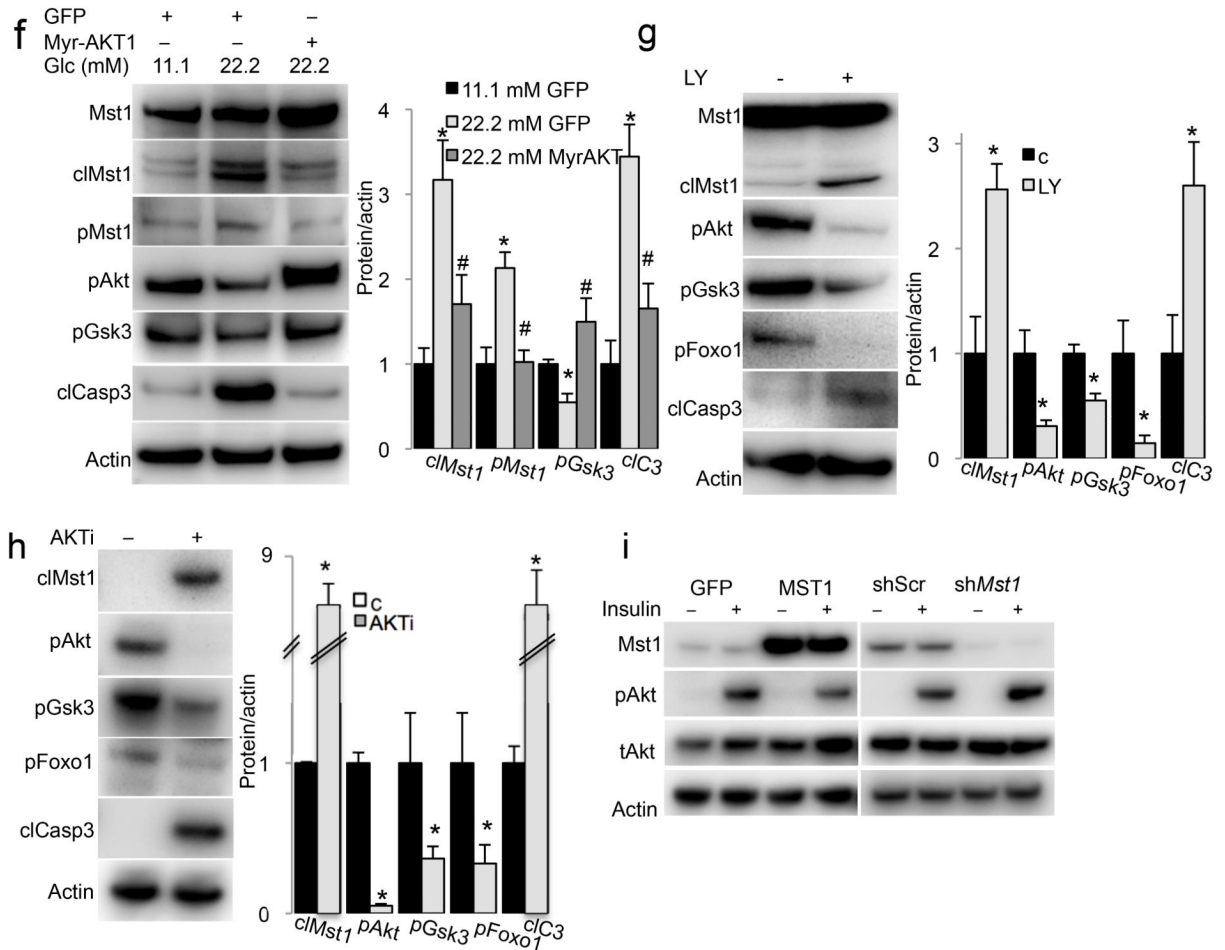 f
GFP + + –
Myr-AKT1 – – +
Glc (mM) 11.1 22.2 22.2
Mst1
clMst1
pMst1
pAkt
pGsk3
clCasp3
Actin
11.1 mM GFP
22.2 mM GFP
22.2 mM MyrAKT
Protein/actin
4
3
2
1
0
* # * # * # * #
clMst1 pMst1 pGsk3 clC3
g
LY - +
Mst1
clMst1
pAkt
pGsk3
pFoxo1
clCasp3
Actin
c
LY
Protein/actin
3
2
1
0
* * * * *
clMst1 pAkt pGsk3 pFoxo1 clC3
h
AKTi – +
clMst1
pAkt
pGsk3
pFoxo1
clCasp3
Actin
c
AKTi
Protein/actin
9
1
0
* * * * *
clMst1 pAkt pGsk3 pFoxo1 clC3
i
GFP MST1 shScr shMst1
Insulin – + – + – + – +
Mst1
pAkt
tAkt
Actin